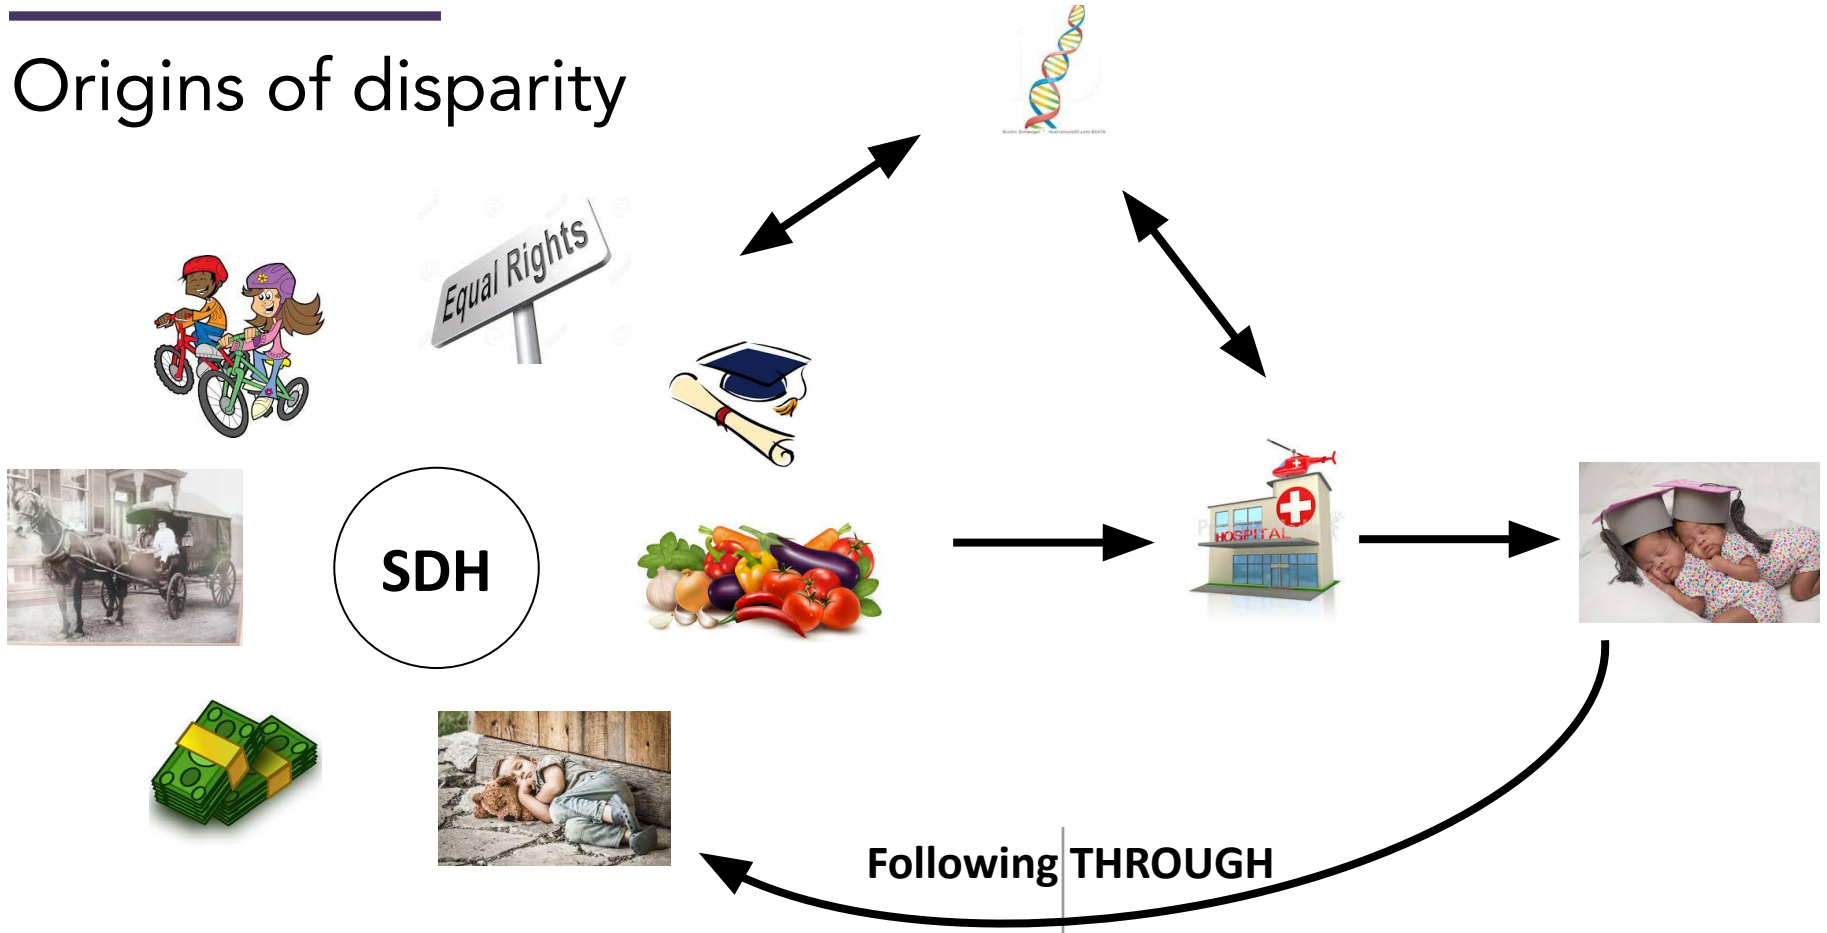 Origins of disparity
Equal Rights
SDH
HOSPITAL
Following THROUGH